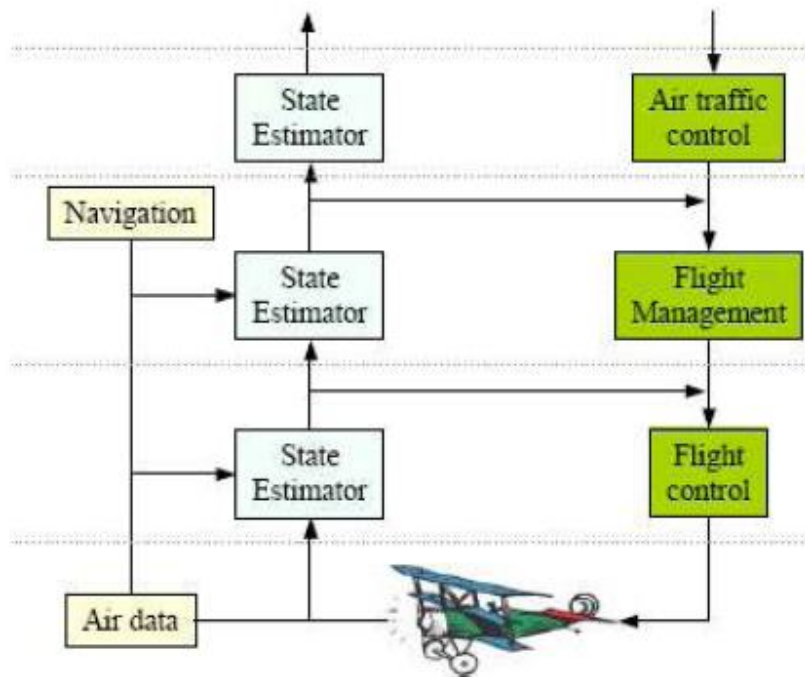 State
Estimator
Air traffic
control
Navigation
State
Estimator
Flight
Management
State
Estimator
Flight
control
Air data